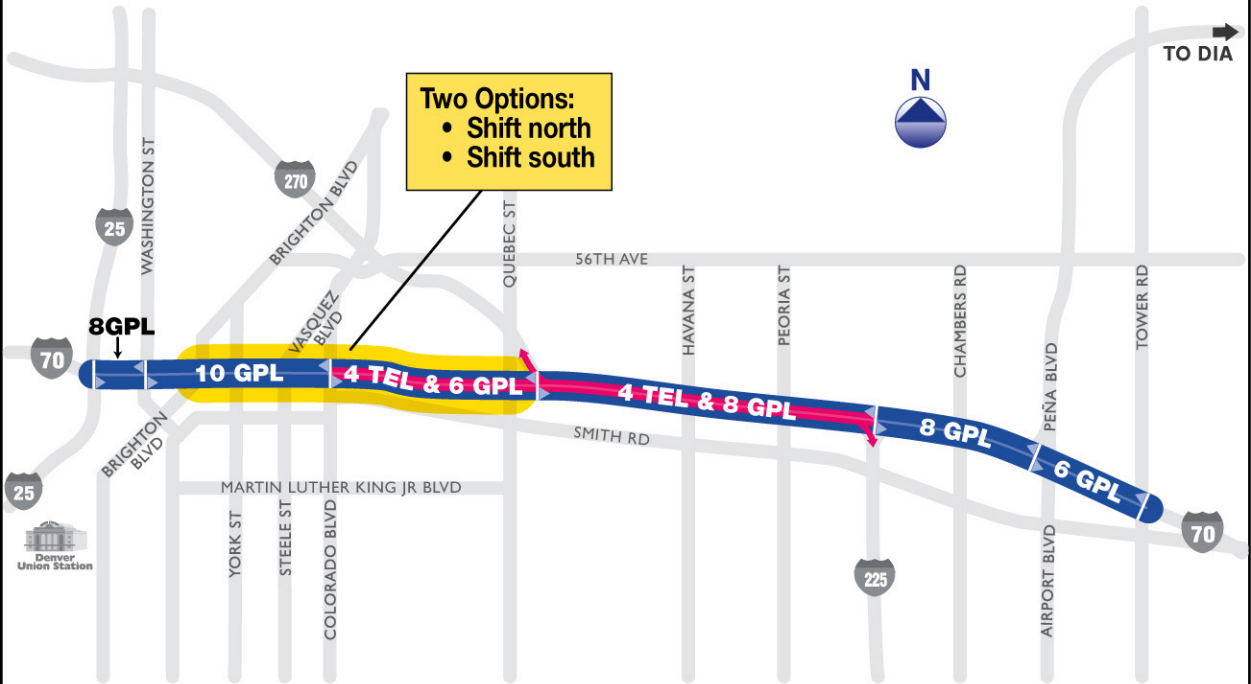 TO DIA
N
Two Options:
• Shift north
• Shift south
270
25
WASHINGTON ST
BRIGHTON BLVD
QUEBEC ST
56TH AVE
VASQUEZ
BLVD
HAVANA ST
PEORIA ST
CHAMBERS RD
PEÑA BLVD
TOWER RD
8GPL
70
10 GPL
4 TEL & 6 GPL
4 TEL & 8 GPL
8 GPL
6 GPL
BRIGHTON
BLVD
SMITH RD
25
MARTIN LUTHER KING JR BLVD
Denver
Union Station
YORK ST
STEELE ST
COLORADO BLVD
225
AIRPORT BLVD
70